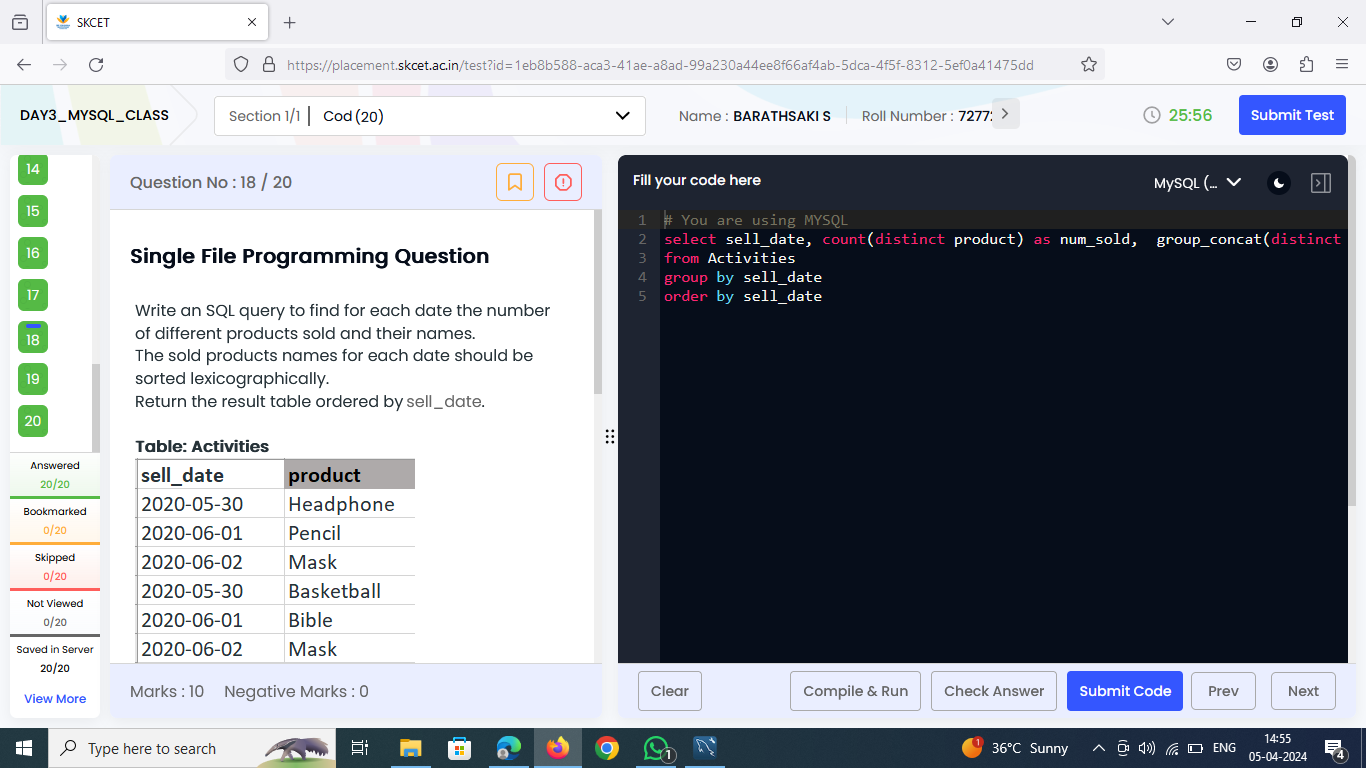 SKCET
https://placement.skcet.ac.in/test?id=1eb8b588-aca3-41ae-a8ad-99a230a44ee8f66af4ab-5dca-4f5f-8312-5ef0a41475dd
DAY3_MYSQL_CLASS
Section 1/1 | Cod (20)
Name : BARATHSAKI S
Roll Number : 7277
25:56
Submit Test
14
15
16
17
18
19
20
Answered
20/20
Bookmarked
0/20
Skipped
0/20
Not Viewed
0/20
Saved in Server
20/20
View More
Question No : 18 / 20
Single File Programming Question
Write an SQL query to find for each date the number
of different products sold and their names.
The sold products names for each date should be
sorted lexicographically.
Return the result table ordered by sell_date.
Table: Activities
sell_date product
2020-05-30 Headphone
2020-06-01 Pencil
2020-06-02 Mask
2020-05-30 Basketball
2020-06-01 Bible
2020-06-02 Mask
Marks : 10 Negative Marks : 0
Fill your code here
MySQL (...
1 # You are using MYSQL
2 select sell_date, count(distinct product) as num_sold,  group_concat(distinct
3 from Activities
4 group by sell_date
5 order by sell_date
Clear
Compile & Run
Check Answer
Submit Code
Prev
Next
Type here to search
1
1
36°C Sunny
ENG
14:55
05-04-2024
4